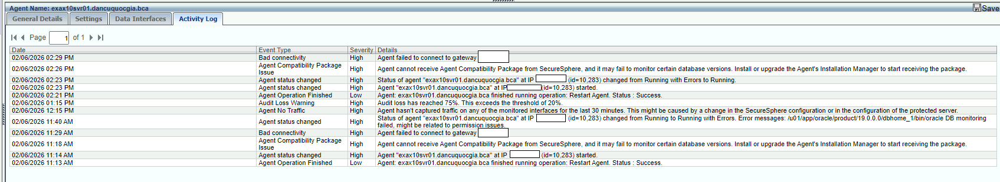 Agent Name: exax10svr01.dancuquocgia.bca
Save
General Details Settings Data Interfaces Activity Log
Page 1 of 1
Date Event Type Severity Details
02/06/2026 02:29 PM Bad connectivity High Agent failed to connect to gateway
02/06/2026 02:26 PM Agent Compatibility Package Issue High Agent cannot receive Agent Compatibility Package from SecureSphere, and it may fail to monitor certain database versions. Install or upgrade the Agent's Installation Manager to start receiving the package.
02/06/2026 02:23 PM Agent status changed High Status of agent "exax10svr01.dancuquocgia.bca" at IP (id=10,283) changed from Running with Errors to Running.
02/06/2026 02:23 PM Agent status changed High Agent "exax10svr01.dancuquocgia.bca" at IP (id=10,283) started.
02/06/2026 02:21 PM Agent Operation Finished Low Agent: exax10svr01.dancuquocgia.bca finished running operation: Restart Agent. Status : Success.
02/06/2026 01:15 PM Audit Loss Warning High Audit loss has reached 75%. This exceeds the threshold of 20%.
02/06/2026 12:15 PM Agent No Traffic High Agent hasn't captured traffic on any of the monitored interfaces for the last 30 minutes. This might be caused by a change in the SecureSphere configuration or in the configuration of the protected server.
02/06/2026 11:40 AM Agent status changed High Status of agent "exax10svr01.dancuquocgia.bca" at IP (id=10,283) changed from Running to Running with Errors. Error messages: /u01/app/oracle/product/19.0.0.0/dbhome_1/bin/oracle DB monitoring
failed, might be related to permission issues.
02/06/2026 11:29 AM Bad connectivity High Agent failed to connect to gateway
02/06/2026 11:18 AM Agent Compatibility Package Issue High Agent cannot receive Agent Compatibility Package from SecureSphere, and it may fail to monitor certain database versions. Install or upgrade the Agent's Installation Manager to start receiving the package.
02/06/2026 11:14 AM Agent status changed High Agent "exax10svr01.dancuquocgia.bca" at IP (id=10,283) started.
02/06/2026 11:13 AM Agent Operation Finished Low Agent: exax10svr01.dancuquocgia.bca finished running operation: Restart Agent. Status : Success.